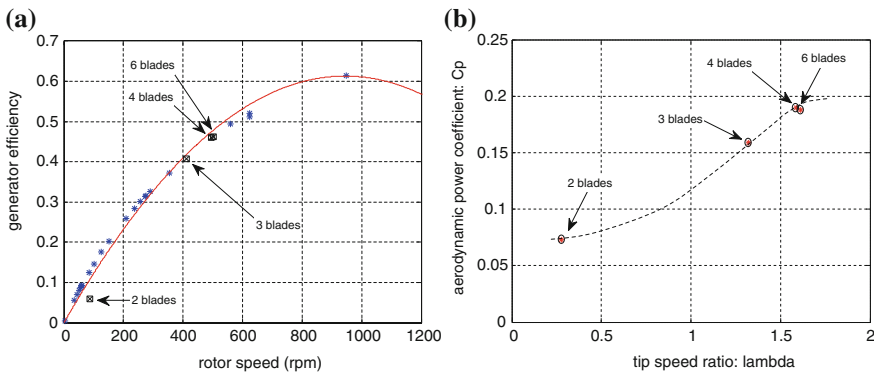 (a)
0.7
0.6
0.5
0.4
0.3
0.2
0.1
0.0
generator efficiency
6 blades
4 blades
3 blades
2 blades
0
200
400
600
800
1000
1200
rotor speed (rpm)
(b)
0.25
0.2
0.15
0.1
0.05
0
aerodynamic power coefficient: Cp
4 blades
6 blades
3 blades
2 blades
0
0.5
1
1.5
2
tip speed ratio: lambda